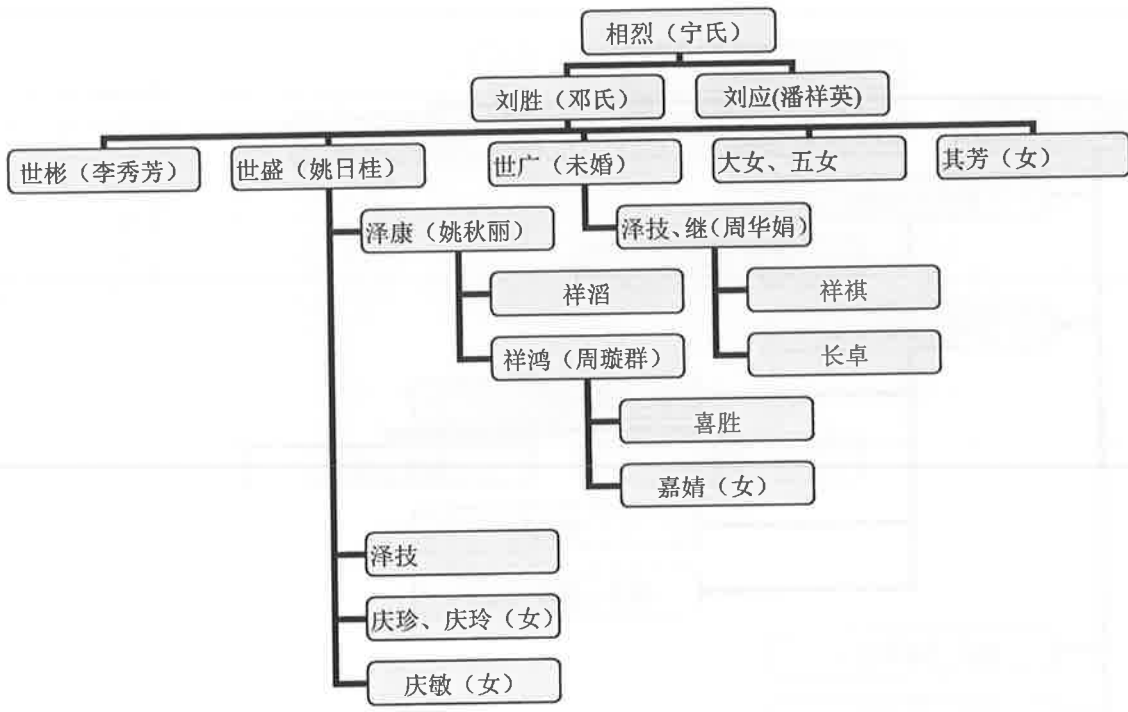 相烈（宁氏）
刘胜（邓氏）
刘应(潘祥英)
世彬（李秀芳）
世盛（姚日桂）
世广（未婚）
大女、五女
其芳（女）
泽康（姚秋丽）
泽技、继(周华娟)
祥滔
祥祺
祥鸿（周璇群）
长卓
喜胜
嘉婧（女）
泽技
庆珍、庆玲（女）
庆敏（女）